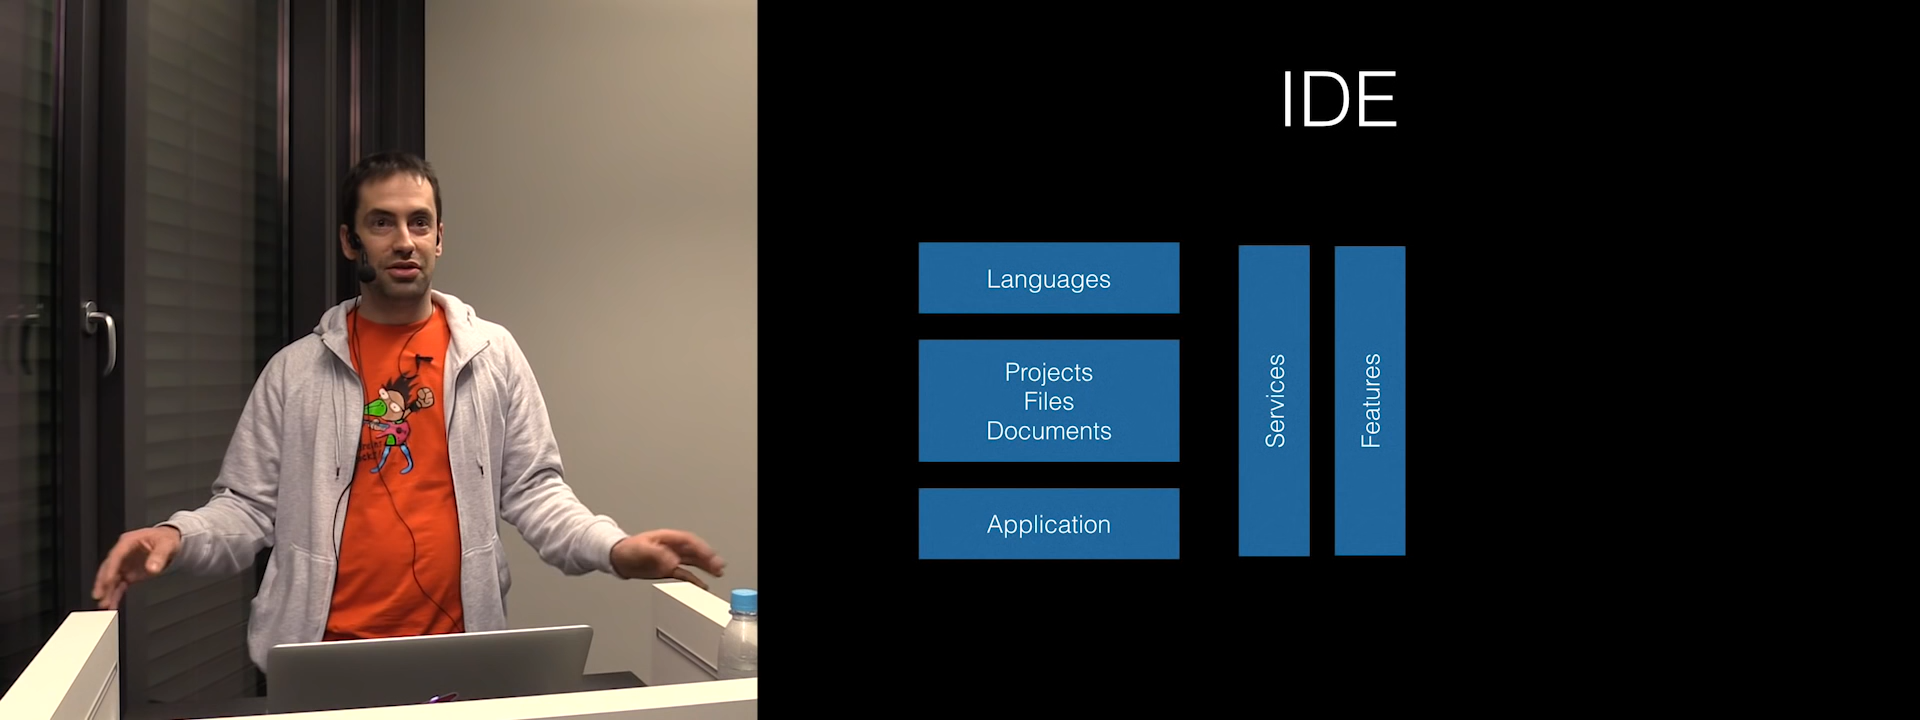 IDE
Languages
Projects
Files
Documents
Application
Services
Features